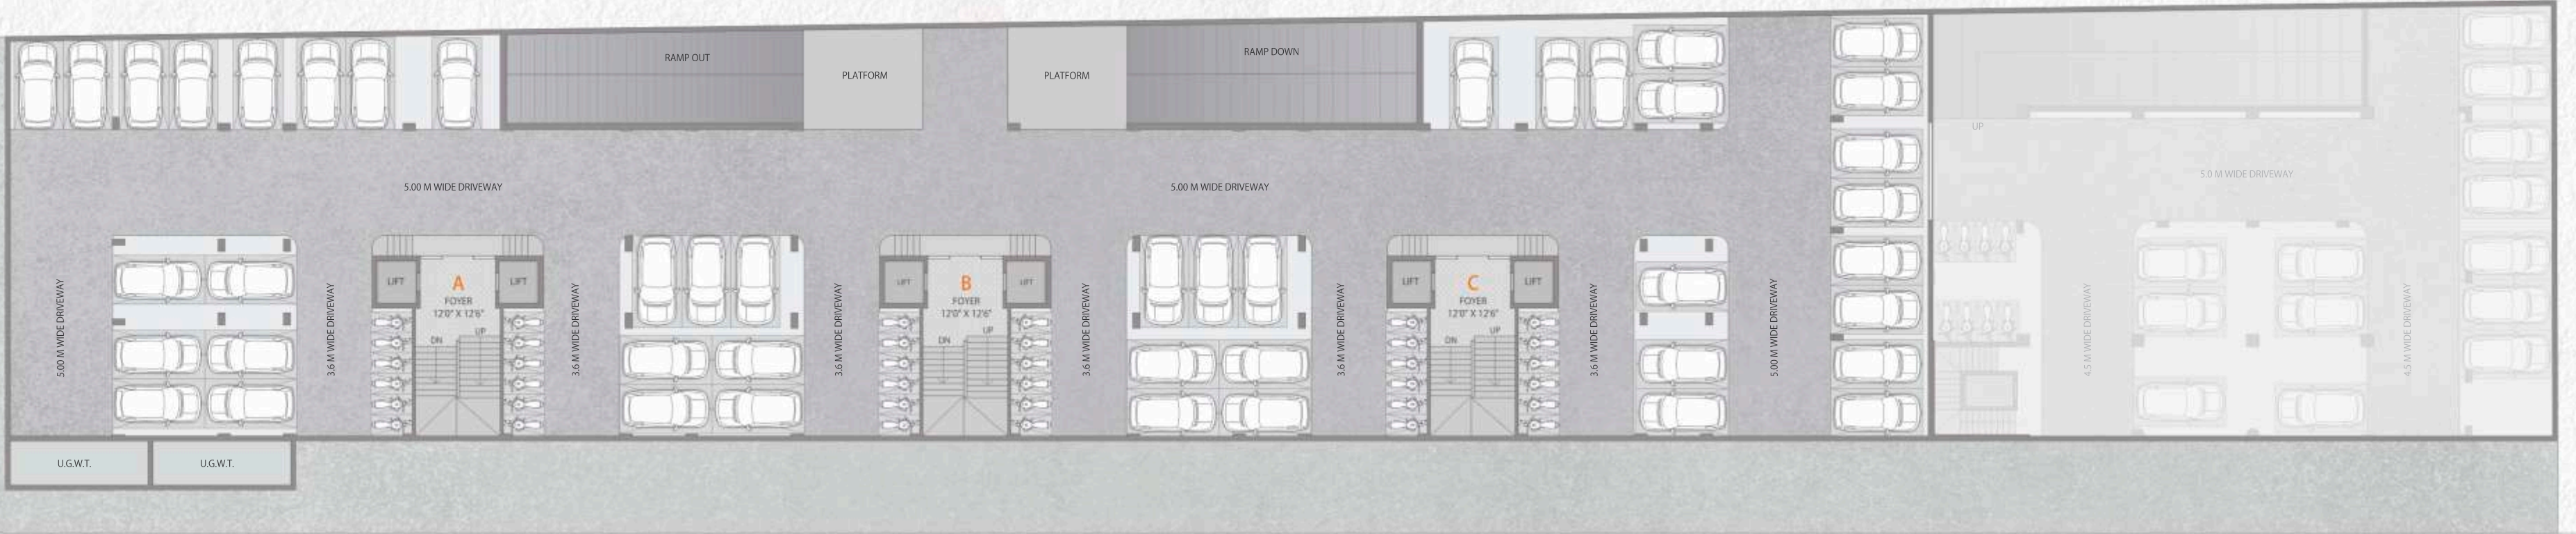 RAMP OUT
PLATFORM
PLATFORM
RAMP DOWN
UP
5.00 M WIDE DRIVEWAY
5.00 M WIDE DRIVEWAY
5.0 M WIDE DRIVEWAY
5.00 M WIDE DRIVEWAY
3.6 M WIDE DRIVEWAY
LIFT
A
LIFT
FOYER
12'0" X 12'6"
UP
DN
3.6 M WIDE DRIVEWAY
3.6 M WIDE DRIVEWAY
LIFT
B
LIFT
FOYER
12'0" X 12'6"
UP
DN
3.6 M WIDE DRIVEWAY
3.6 M WIDE DRIVEWAY
LIFT
C
LIFT
FOYER
12'0" X 12'6"
UP
DN
3.6 M WIDE DRIVEWAY
5.00 M WIDE DRIVEWAY
4.5 M WIDE DRIVEWAY
4.5 M WIDE DRIVEWAY
U.G.W.T.
U.G.W.T.